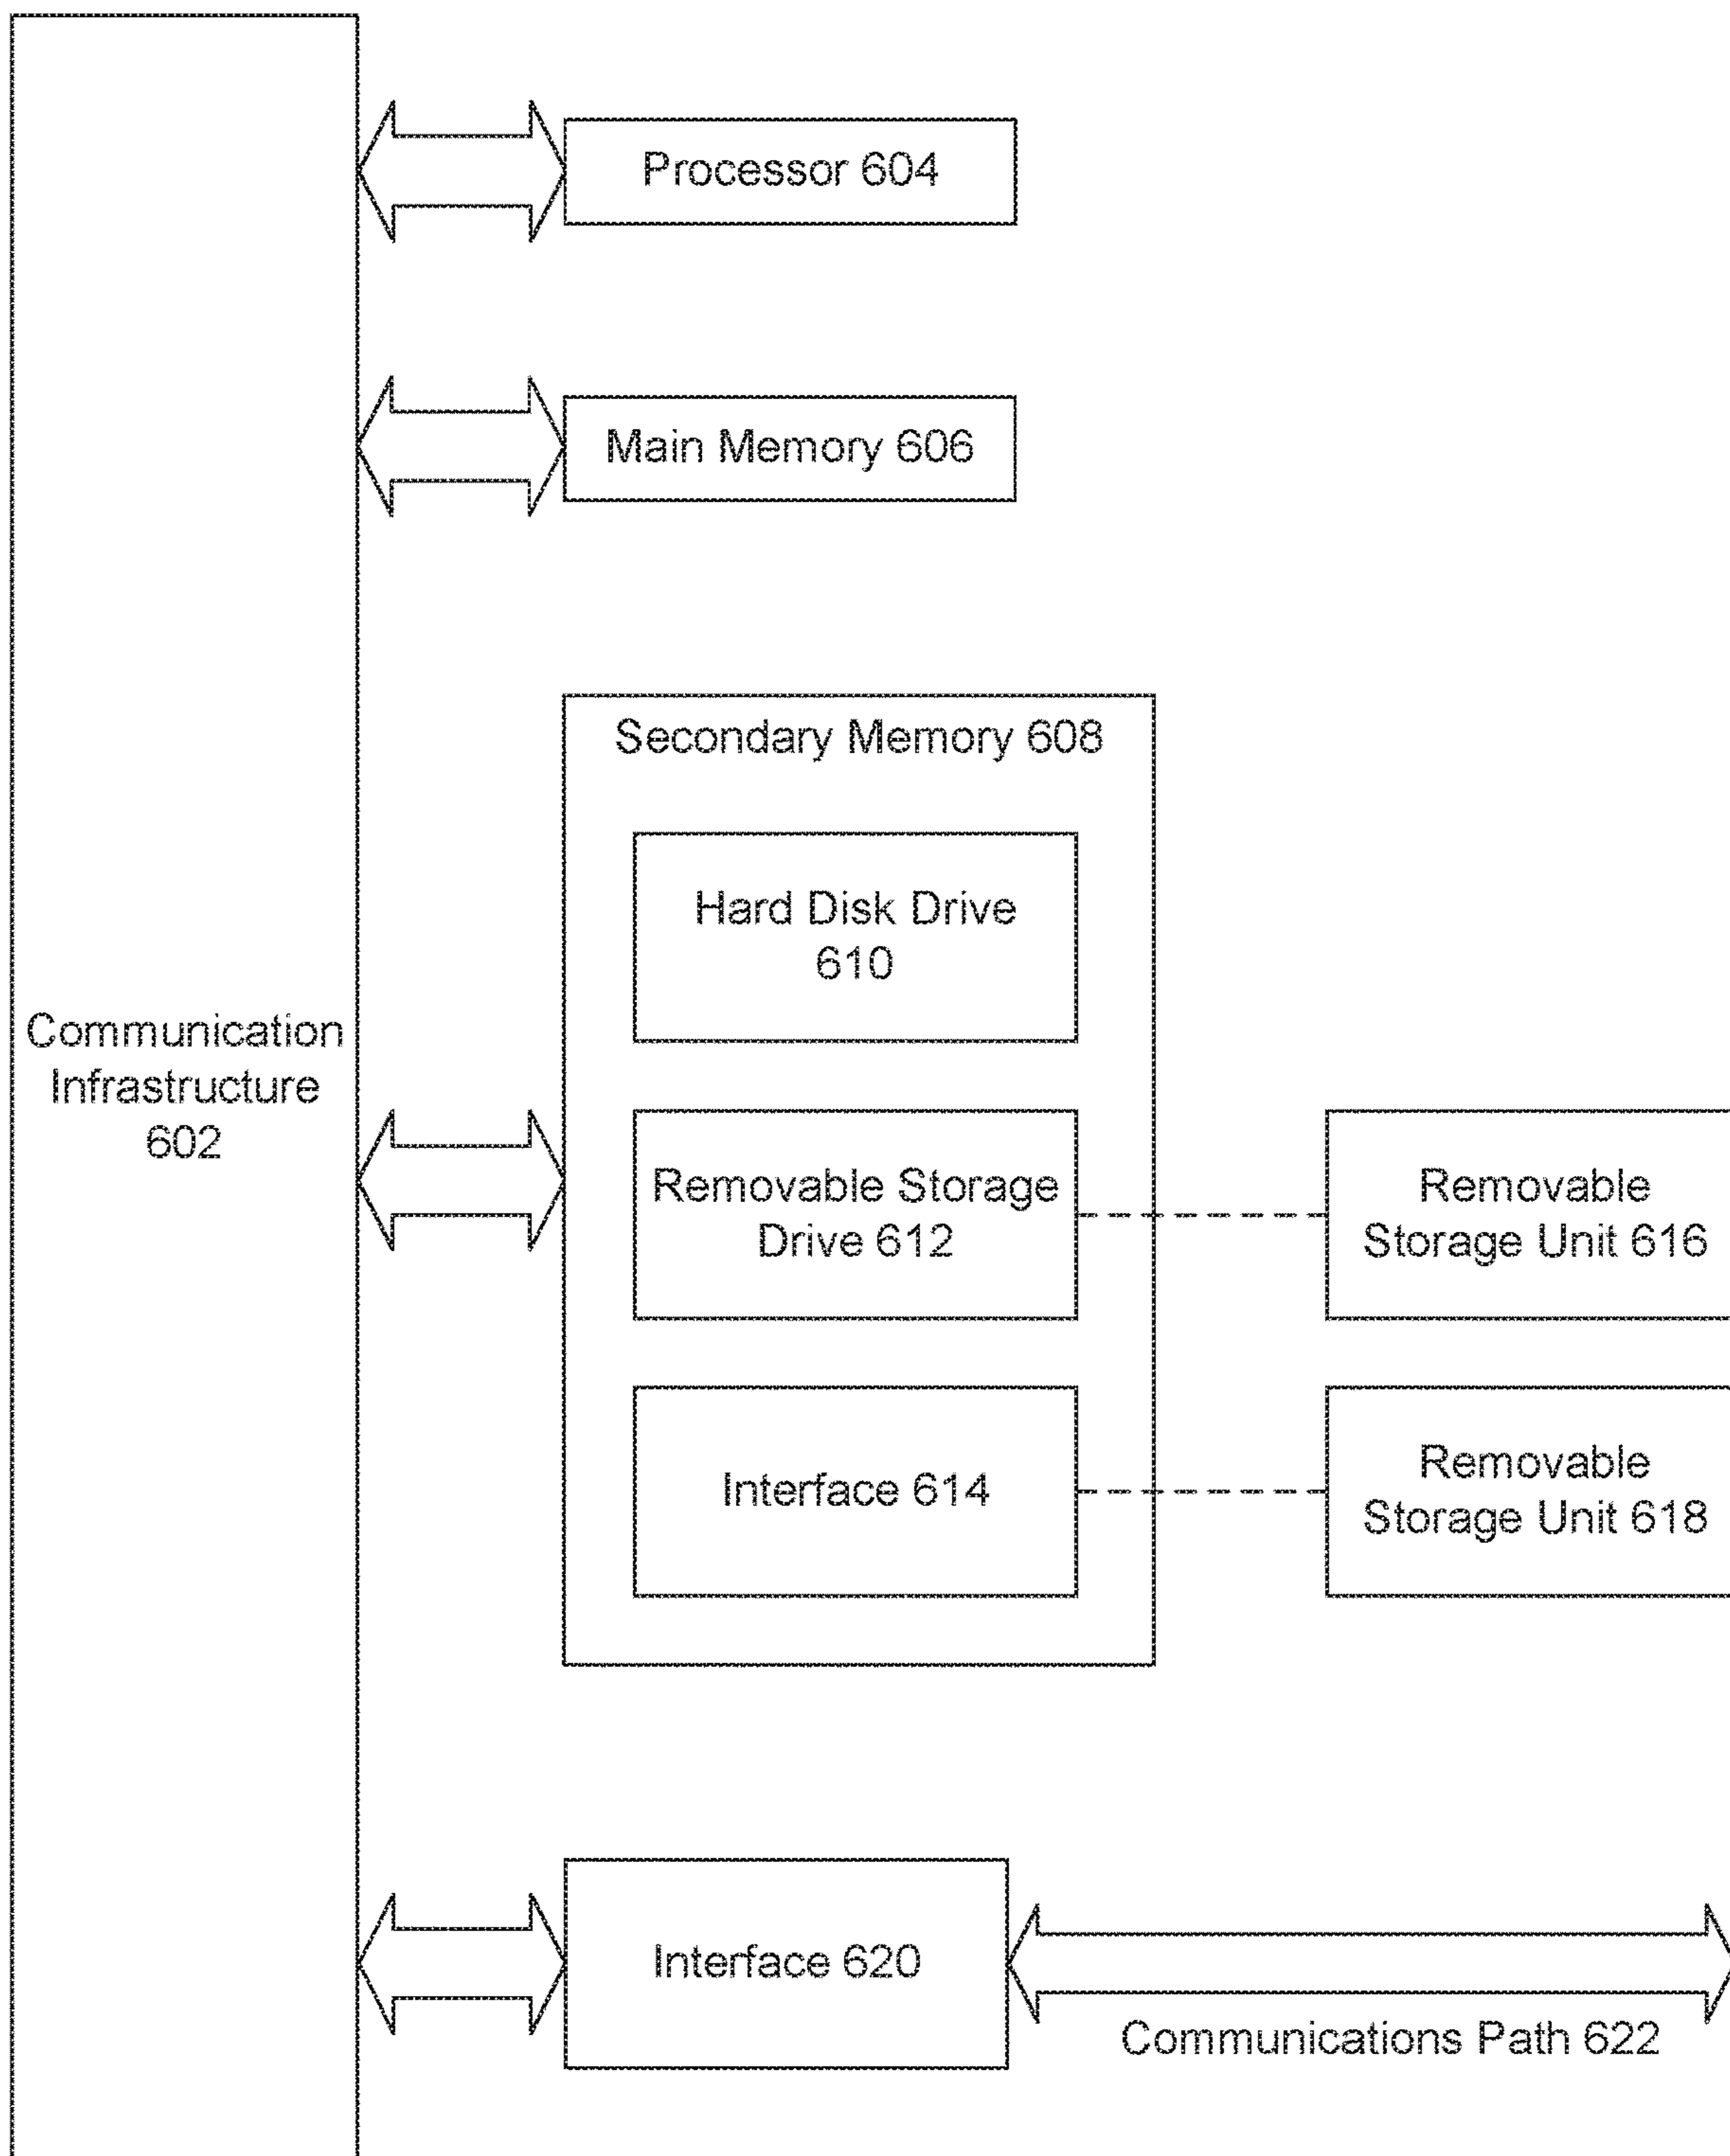 Processor 604
Main Memory 606
Secondary Memory 608
Hard Disk Drive
610
Communication
Infrastructure
602
Removable Storage
Drive 612
Removable
Storage Unit 616
Interface 614
Removable
Storage Unit 618
Interface 620
Communications Path 622